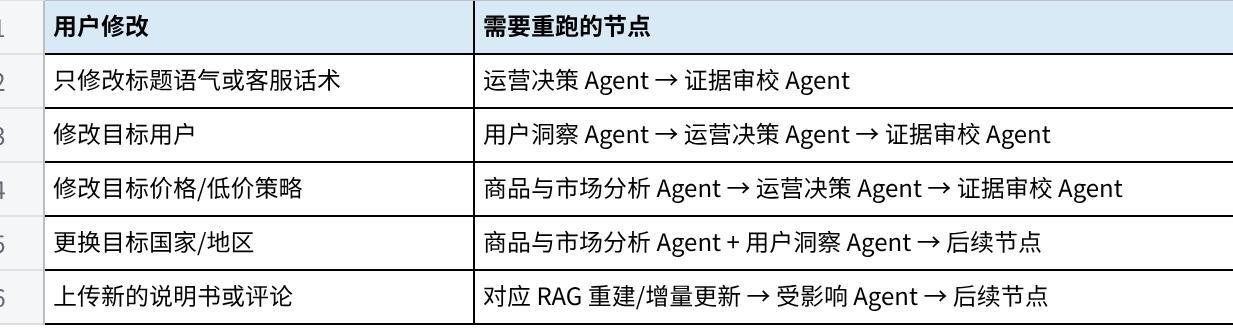 1 用户修改 需要重跑的节点
2 只修改标题语气或客服话术 运营决策 Agent → 证据审校 Agent
3 修改目标用户 用户洞察 Agent → 运营决策 Agent → 证据审校 Agent
4 修改目标价格/低价策略 商品与市场分析 Agent → 运营决策 Agent → 证据审校 Agent
5 更换目标国家/地区 商品与市场分析 Agent + 用户洞察 Agent → 后续节点
6 上传新的说明书或评论 对应 RAG 重建/增量更新 → 受影响 Agent → 后续节点